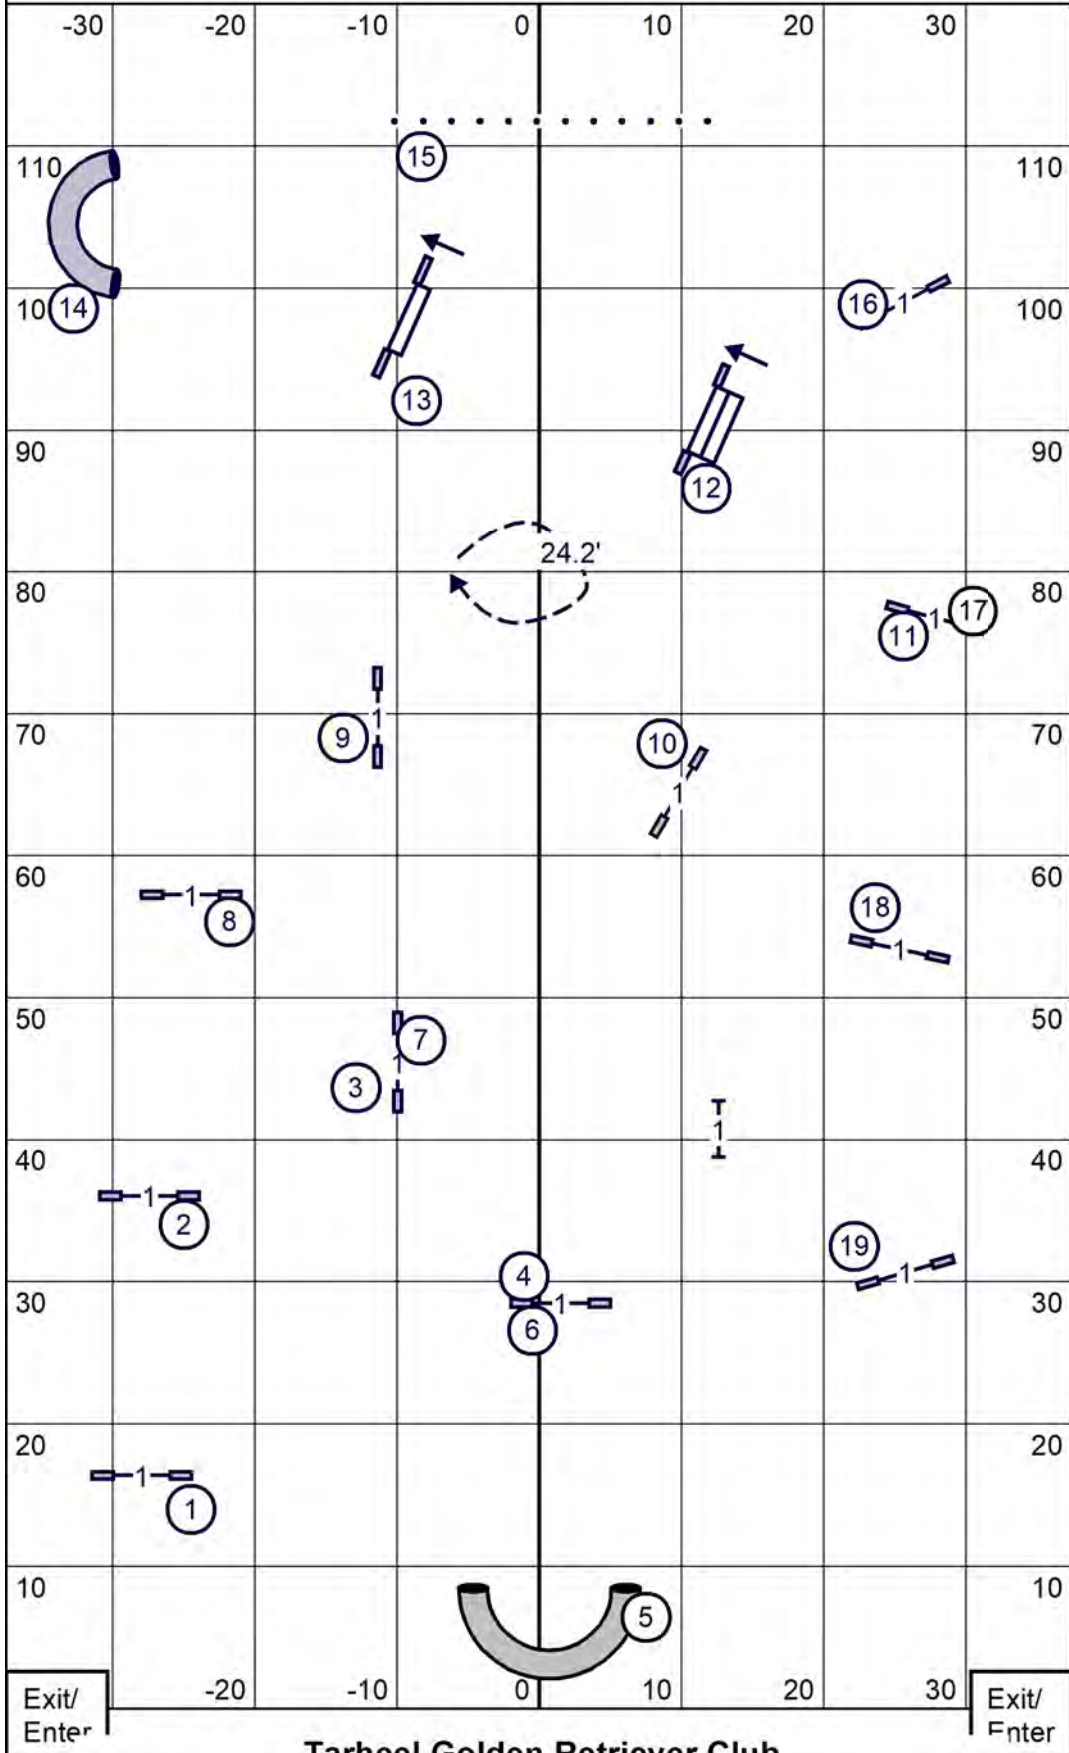 -30 -20 -10 0 10 20 30
15
110 110
14 10 16 1 100
13
90 12 90
24.2'
80 80
11 1 17
70 9 1 10
70
1
60 60
1 8 18
1
50 50
7
3 1
1
40 40
1
2
19
4 1
30 1 30
6
20 20
1
1
10 10
5
Exit/ -20 -10 0 10 20 30 Exit/
Enter Enter
Tarheel Golden Retriever Club